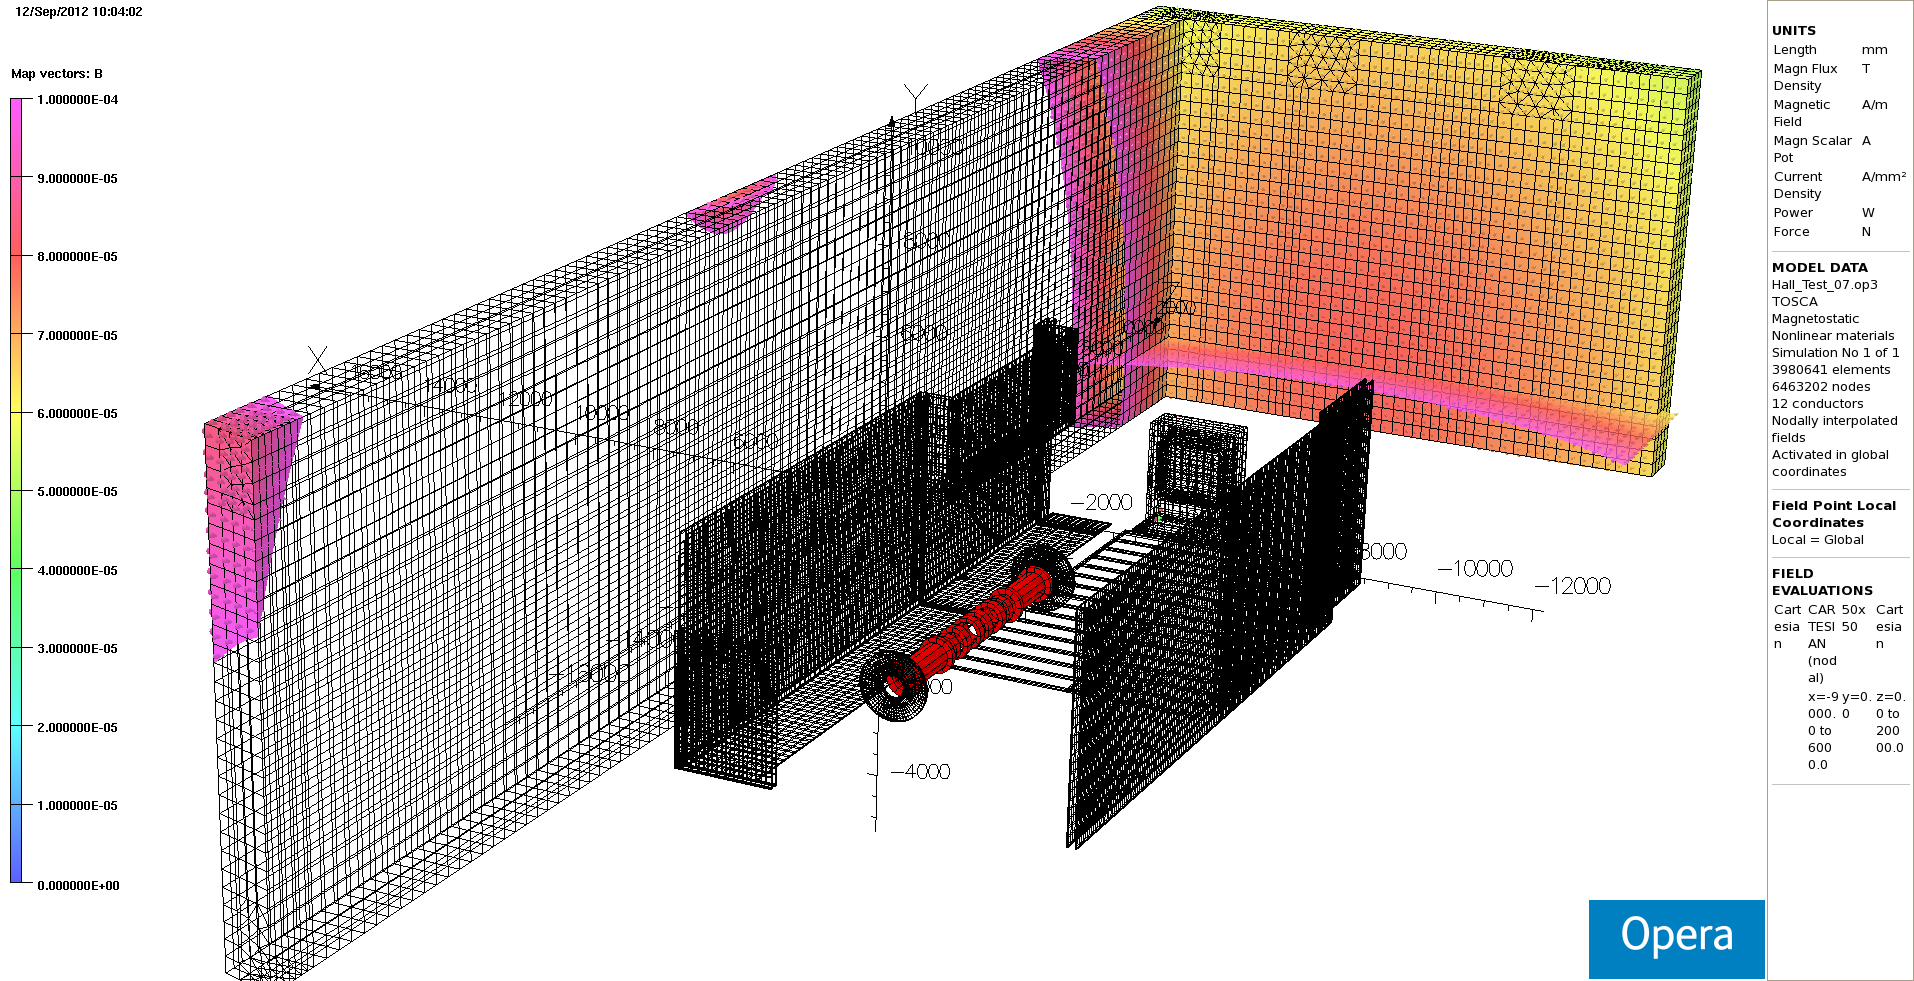 12/Sep/2012 10:04:02
Map vectors: B
1.000000E-04
9.000000E-05
8.000000E-05
7.000000E-05
6.000000E-05
5.000000E-05
4.000000E-05
3.000000E-05
2.000000E-05
1.000000E-05
0.000000E+00
Y
X
14000
10000
8000
6000
6000
-2000
-4000
-10000
-12000
Opera
UNITS
Length mm
Magn Flux T
Density
Magnetic A/m
Field
Magn Scalar A
Pot
Current A/mm²
Density
Power W
Force N
MODEL DATA
Hall_Test_07.op3
TOSCA
Magnetostatic
Nonlinear materials
Simulation No 1 of 1
3980641 elements
6463202 nodes
12 conductors
Nodally interpolated
fields
Activated in global
coordinates
Field Point Local
Coordinates
Local = Global
FIELD
EVALUATIONS
Cart CAR 50x Cart
esia TESI 50 esia
n AN n
(nod
al)
x=-9 y=0. z=0.
000. 0 0 to
0 to 200
600 00.0
0.0